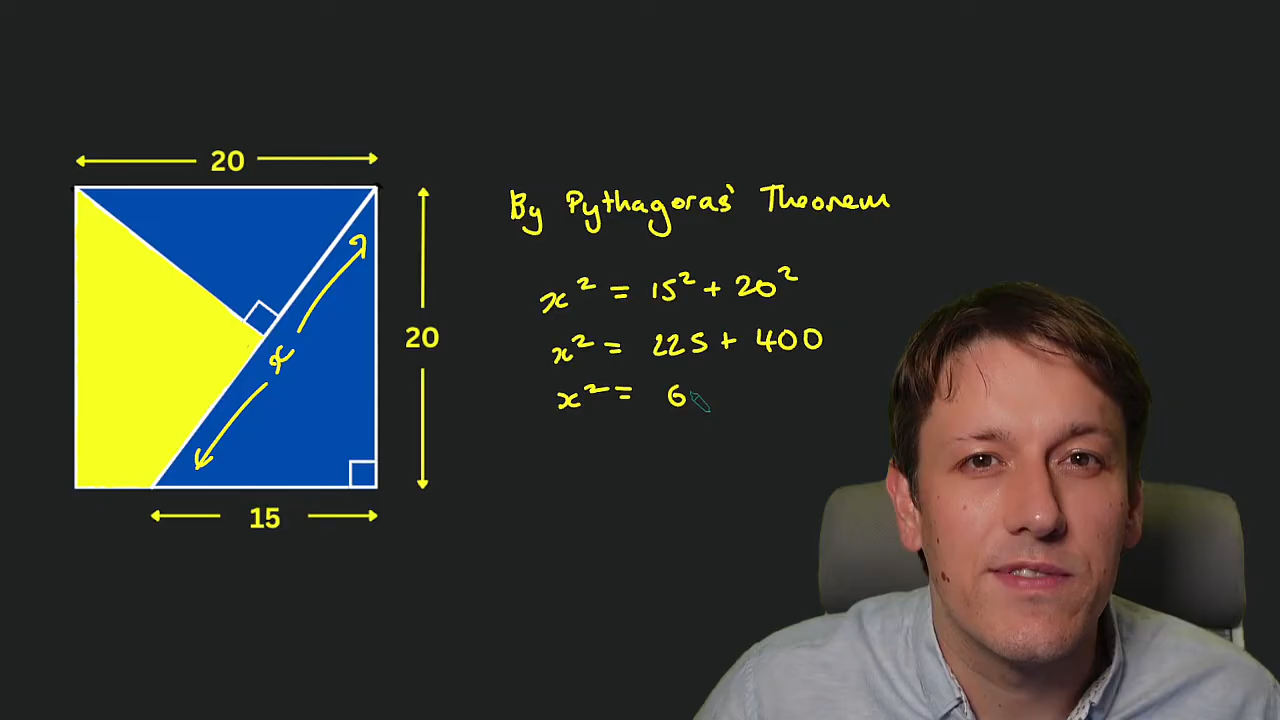 20
By Pythagoras' Theorem
x² = 15² + 20²
20
x² = 225 + 400
x
x² = 6
15